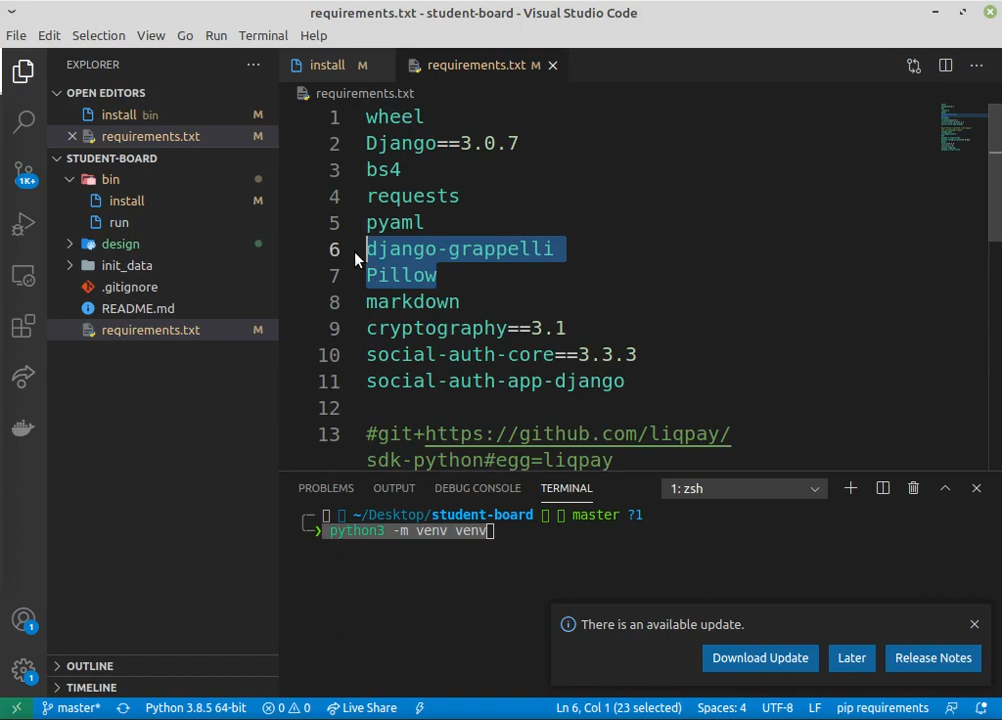 requirements.txt - student-board - Visual Studio Code
File Edit Selection View Go Run Terminal Help
EXPLORER
install M
requirements.txt M
OPEN EDITORS
install bin M
requirements.txt M
STUDENT-BOARD
bin
install M
run
design
init_data
.gitignore
README.md
requirements.txt M
OUTLINE
TIMELINE
1K+
1
1
requirements.txt
1 wheel
2 Django==3.0.7
3 bs4
4 requests
5 pyaml
6 django-grappelli
7 Pillow
8 markdown
9 cryptography==3.1
10 social-auth-core==3.3.3
11 social-auth-app-django
12
13 #git+https://github.com/liqpay/
sdk-python#egg=liqpay
PROBLEMS OUTPUT DEBUG CONSOLE TERMINAL 1: zsh
~/Desktop/student-board master ?1
❯ python3 -m venv venv
There is an available update.
Download Update Later Release Notes
master* Python 3.8.5 64-bit 0 0 Live Share Ln 6, Col 1 (23 selected) Spaces: 4 UTF-8 LF pip requirements